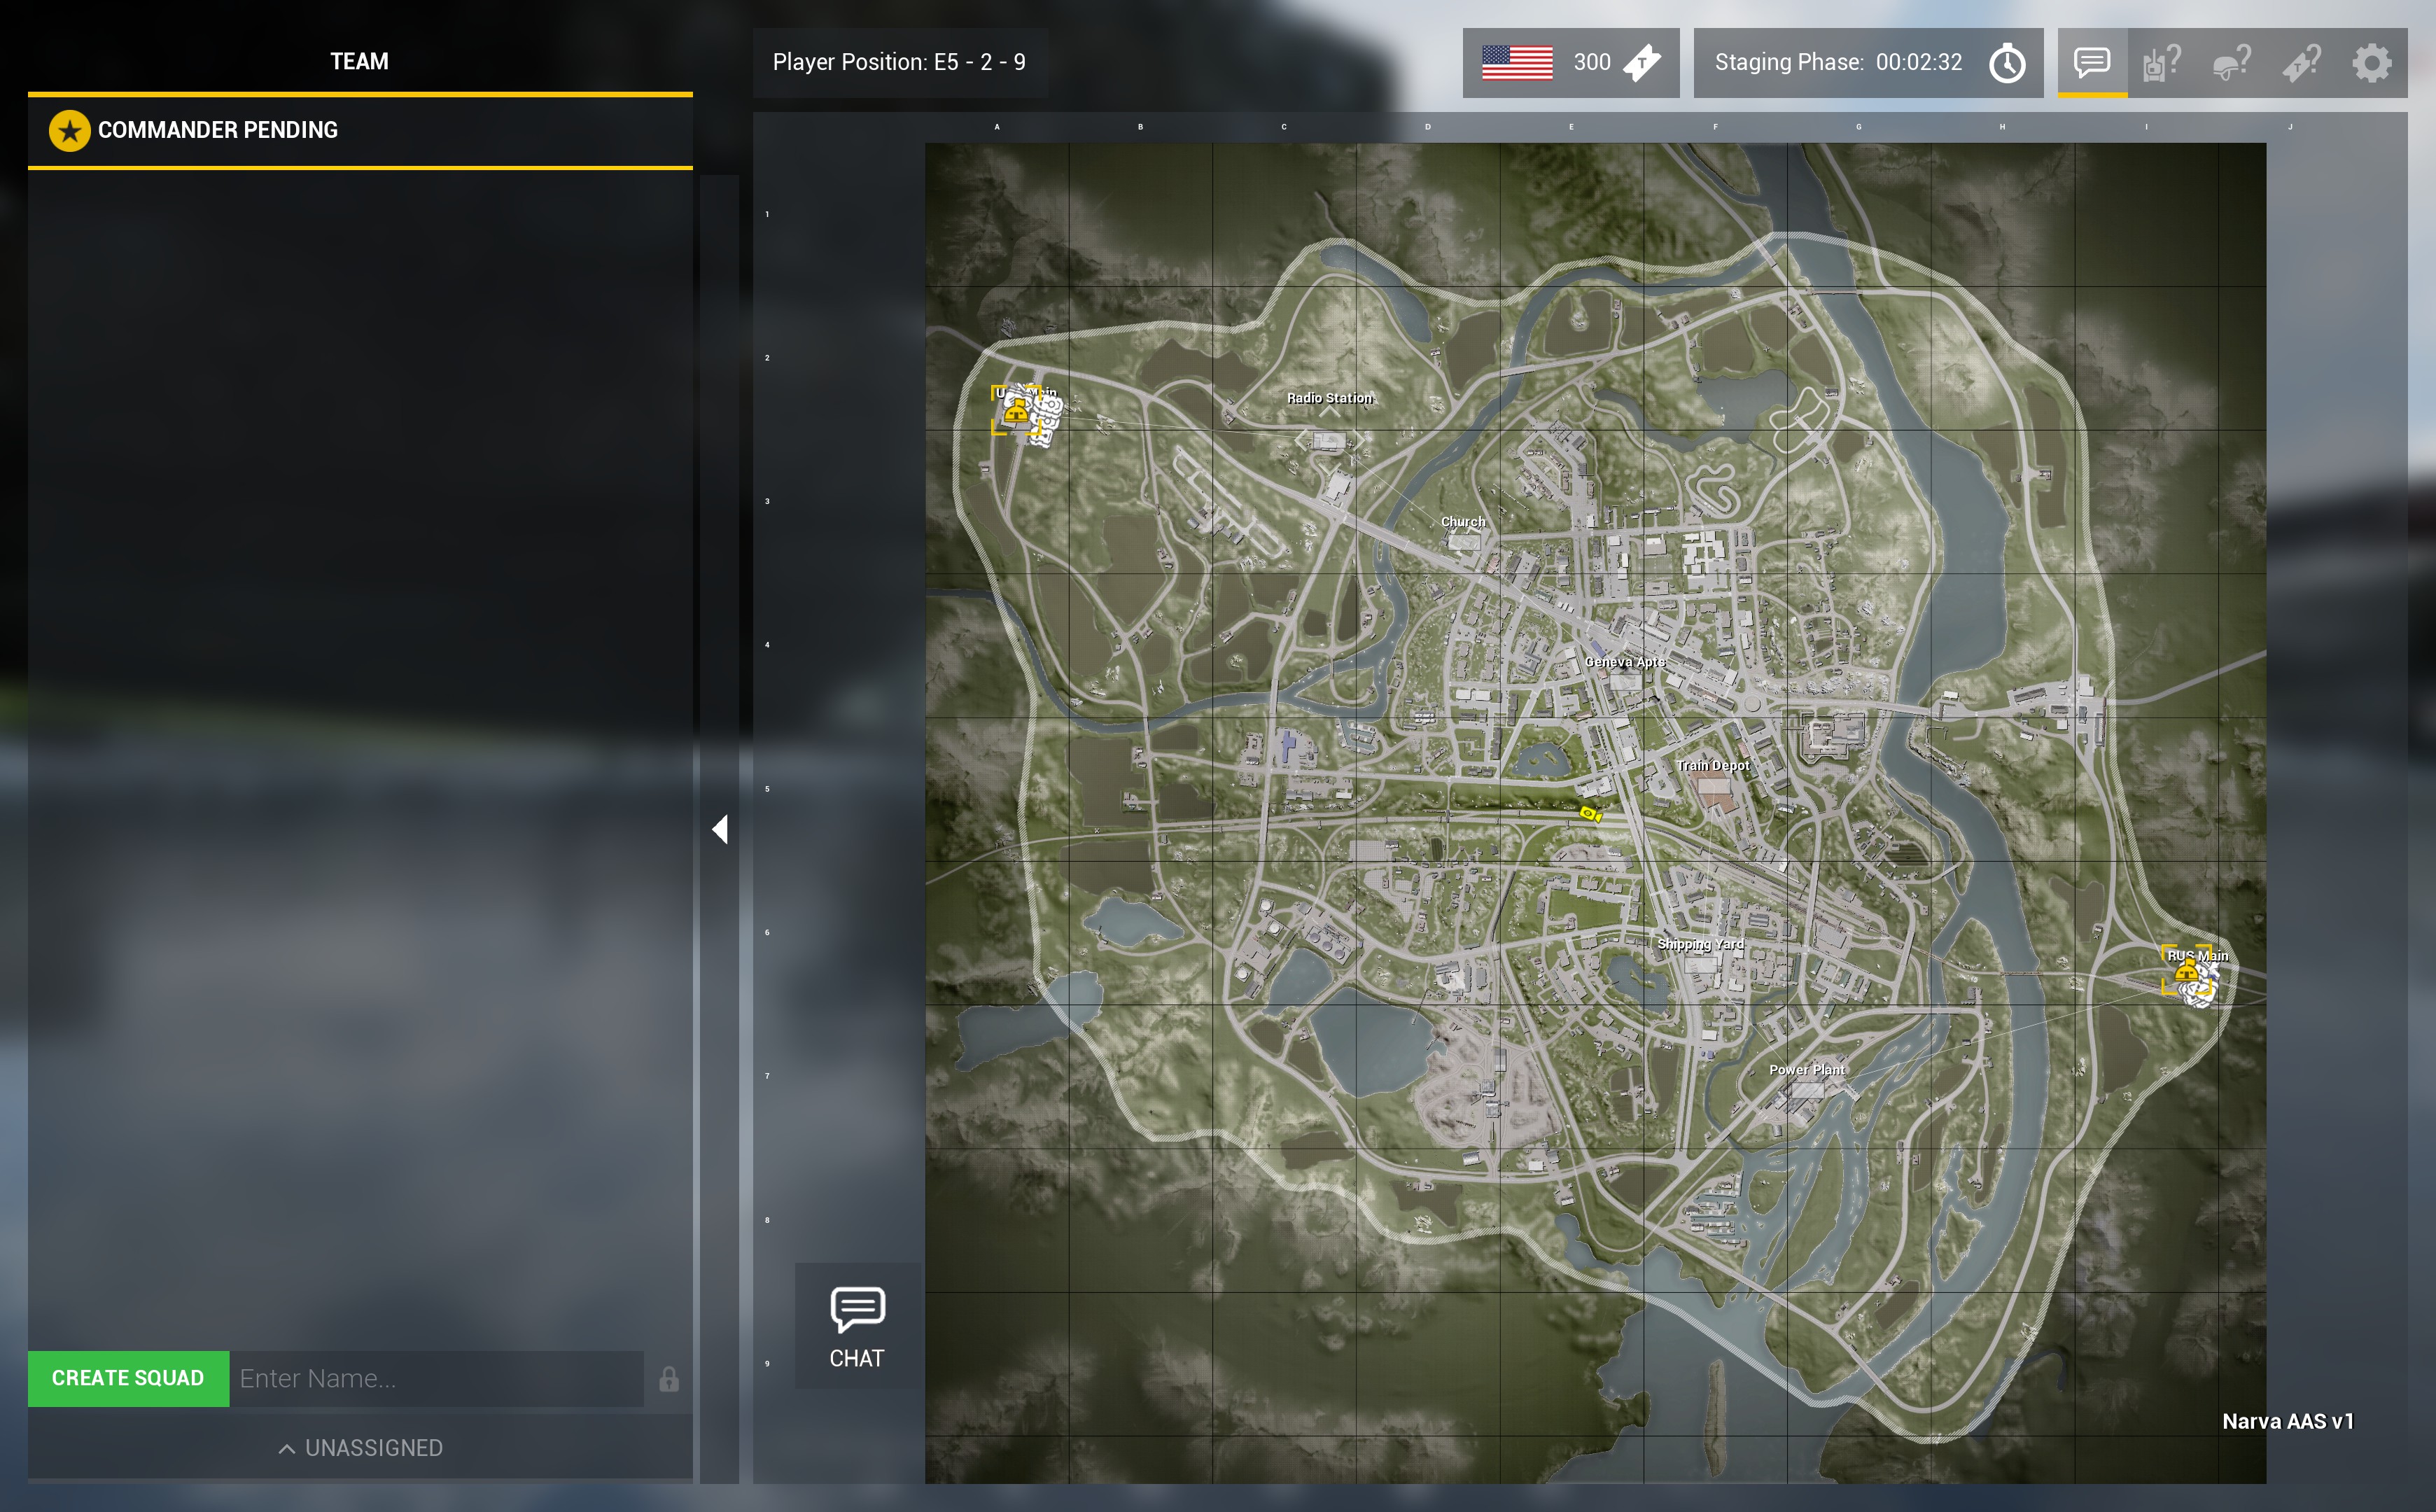 TEAM
COMMANDER PENDING
Player Position: E5 - 2 - 9
300
T
Staging Phase: 00:02:32
?
?
T?
A B C D E F G H I J
1
2
3
4
5
6
7
8
9
Main
Radio Station
Church
Geneva Apts
Train Depot
Shipping Yard
RUS Main
Power Plant
CHAT
Narva AAS v1
CREATE SQUAD
Enter Name...
UNASSIGNED